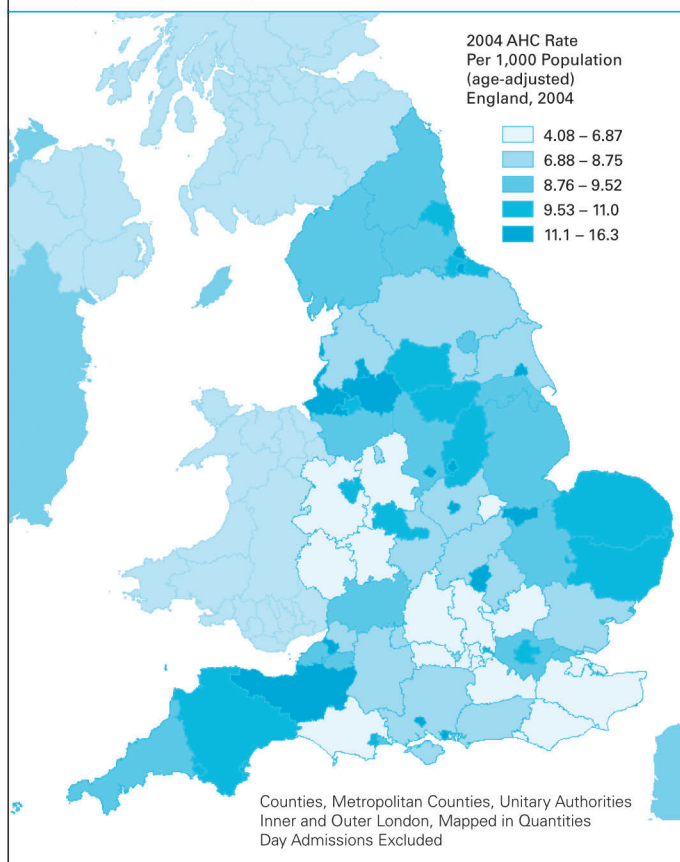 2004 AHC Rate
Per 1,000 Population
(age-adjusted)
England, 2004
4.08 – 6.87
6.88 – 8.75
8.76 – 9.52
9.53 – 11.0
11.1 – 16.3
Counties, Metropolitan Counties, Unitary Authorities
Inner and Outer London, Mapped in Quantities
Day Admissions Excluded